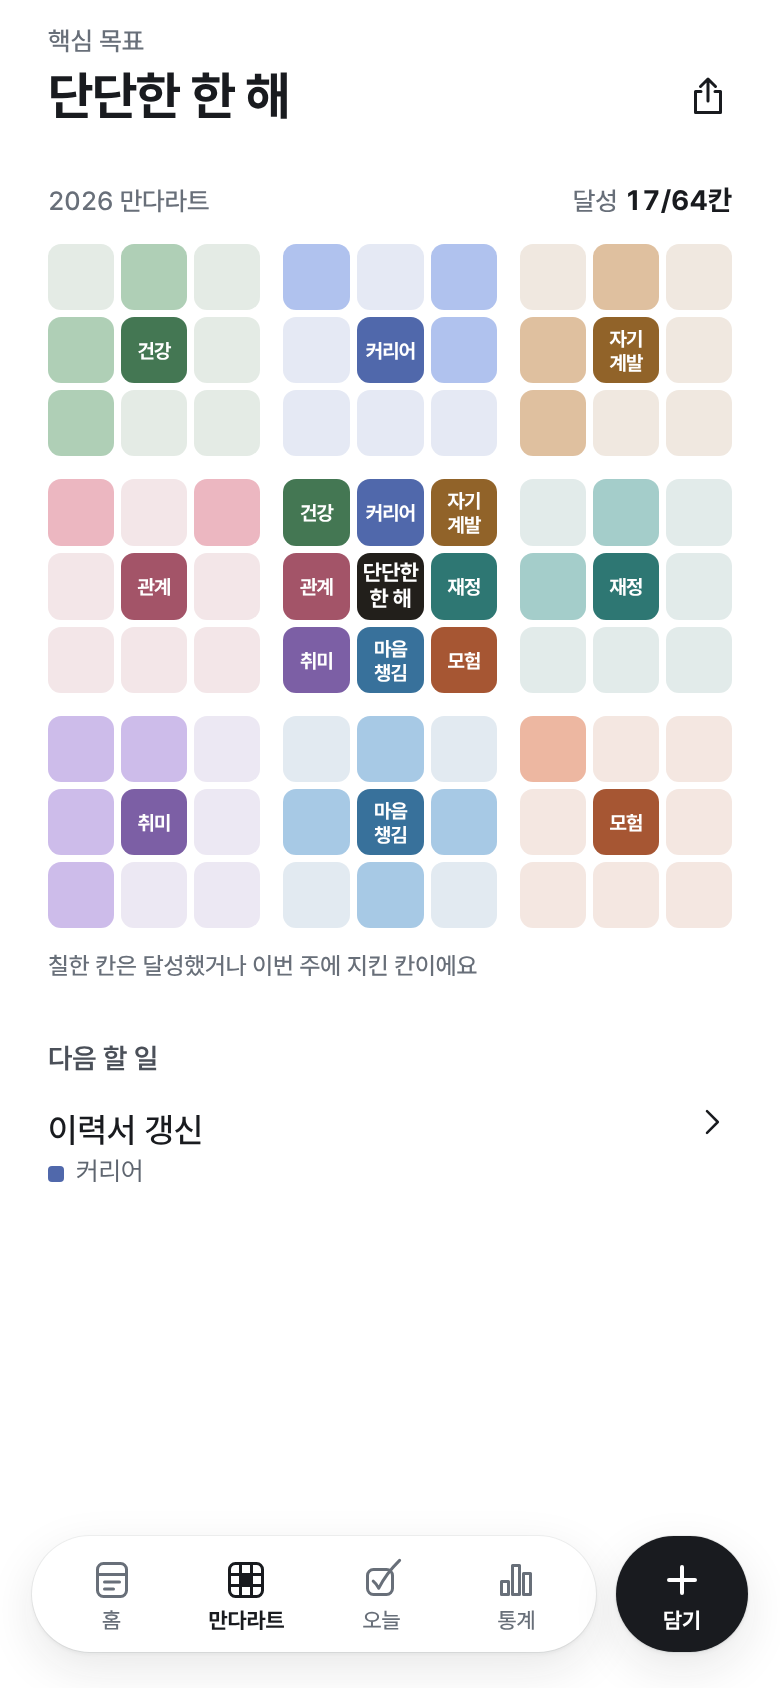 핵심 목표
단단한 한 해
2026 만다라트
달성 17/64칸
건강
커리어
자기
계발
건강
커리어
자기
계발
관계
관계
단단한
한 해
재정
재정
취미
마음
챙김
모험
취미
마음
챙김
모험
칠한 칸은 달성했거나 이번 주에 지킨 칸이에요
다음 할 일
이력서 갱신
커리어
홈
만다라트
오늘
통계
담기